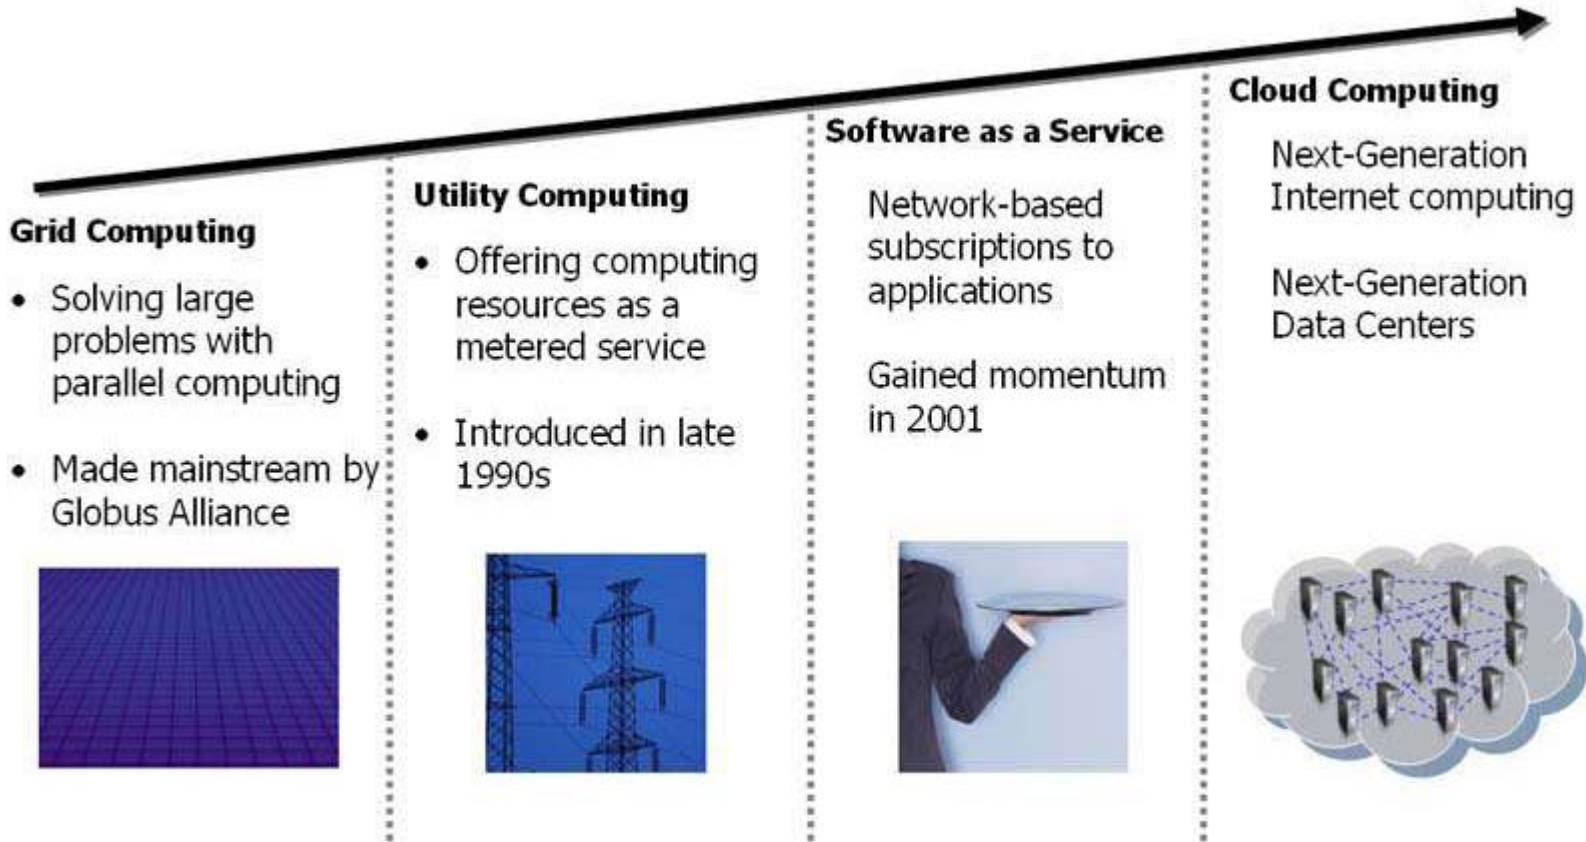 Grid Computing
• Solving large
problems with
parallel computing
• Made mainstream by
Globus Alliance
Utility Computing
• Offering computing
resources as a
metered service
• Introduced in late
1990s
Software as a Service
Network-based
subscriptions to
applications
Gained momentum
in 2001
Cloud Computing
Next-Generation
Internet computing
Next-Generation
Data Centers